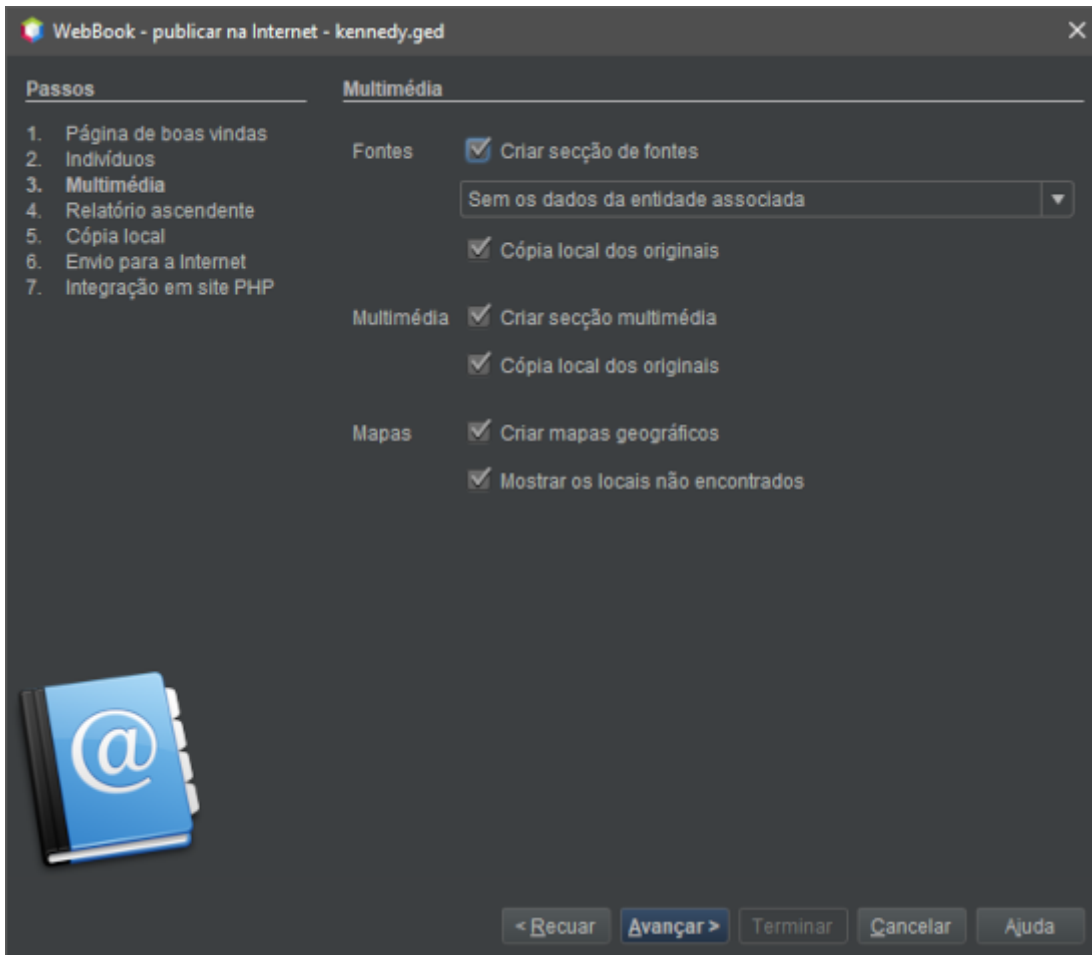 WebBook - publicar na Internet - kennedy.ged
Passos
1. Página de boas vindas
2. Indivíduos
3. Multimédia
4. Relatório ascendente
5. Cópia local
6. Envio para a Internet
7. Integração em site PHP
Multimédia
Fontes Criar secção de fontes
Sem os dados da entidade associada
Cópia local dos originais
Multimédia Criar secção multimédia
Cópia local dos originais
Mapas Criar mapas geográficos
Mostrar os locais não encontrados
@
< Recuar Avançar > Terminar Cancelar Ajuda